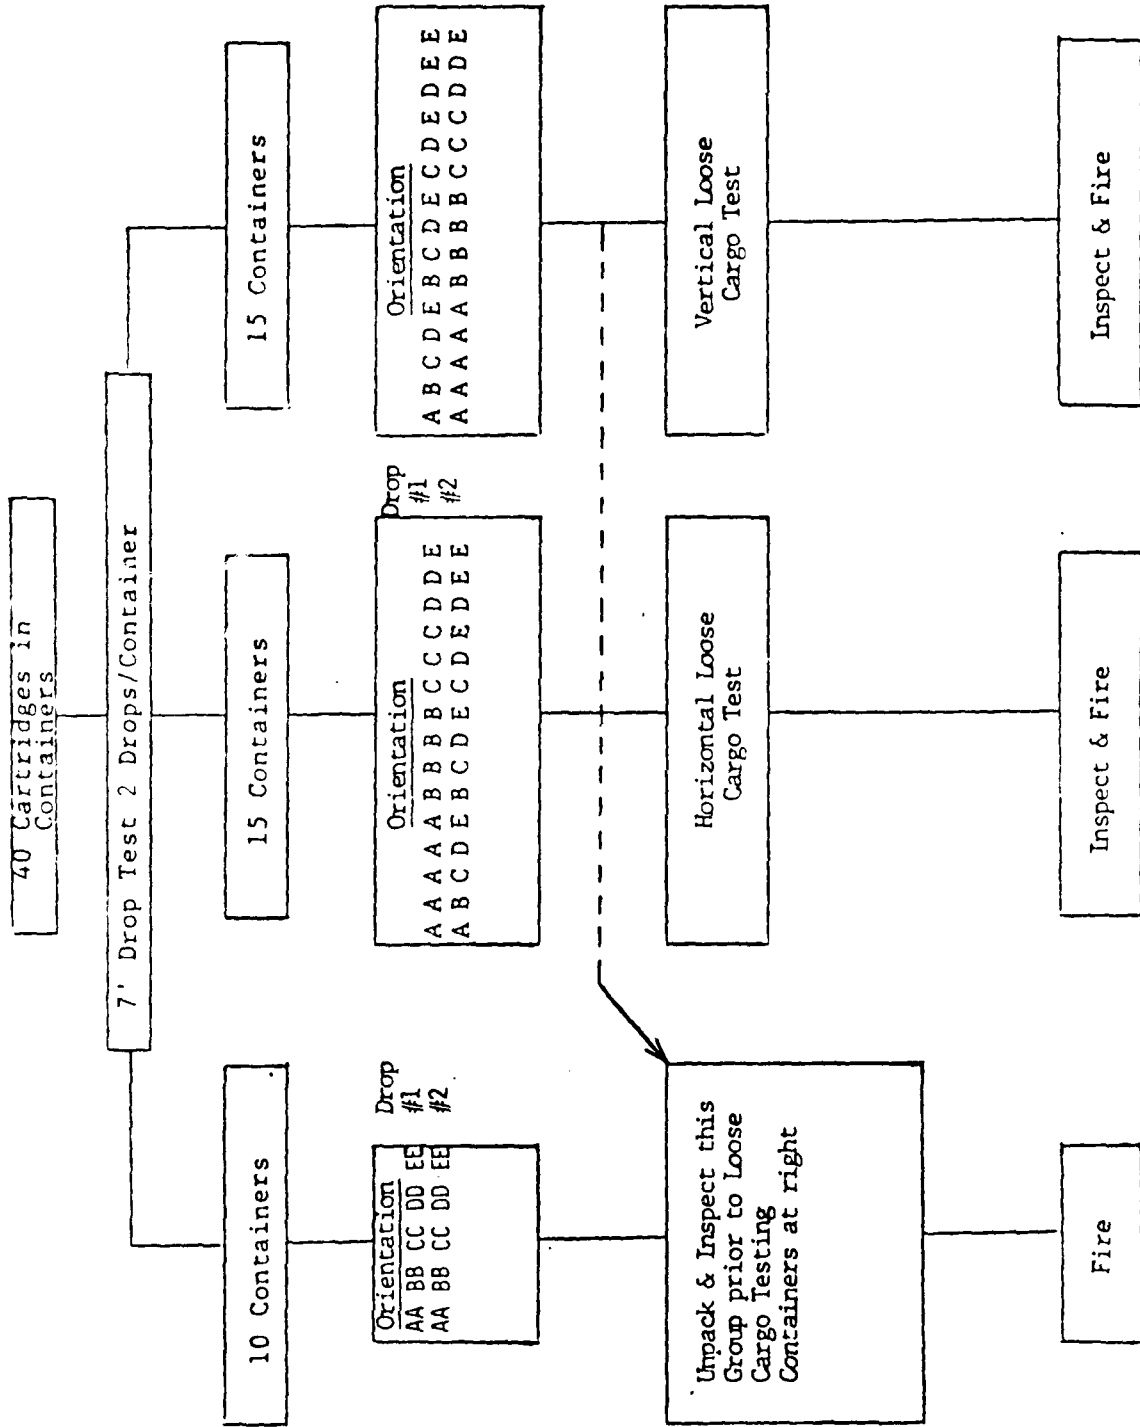 40 Cartridges in
Containers
7' Drop Test 2 Drops/Container
10 Containers
15 Containers
15 Containers
Orientation
AA BB CC DD EE
AA BB CC DD EE
Drop
#1
#2
Orientation
A A A A A B B B B C C C D D E
A B C D E B C D E C D E D E E
Drop
#1
#2
Orientation
A B C D E B C D E C D E D E E
A A A A A B B B B C C C D D E
Unpack & Inspect this
Group prior to Loose
Cargo Testing
Containers at right
Horizontal Loose
Cargo Test
Vertical Loose
Cargo Test
Fire
Inspect & Fire
Inspect & Fire